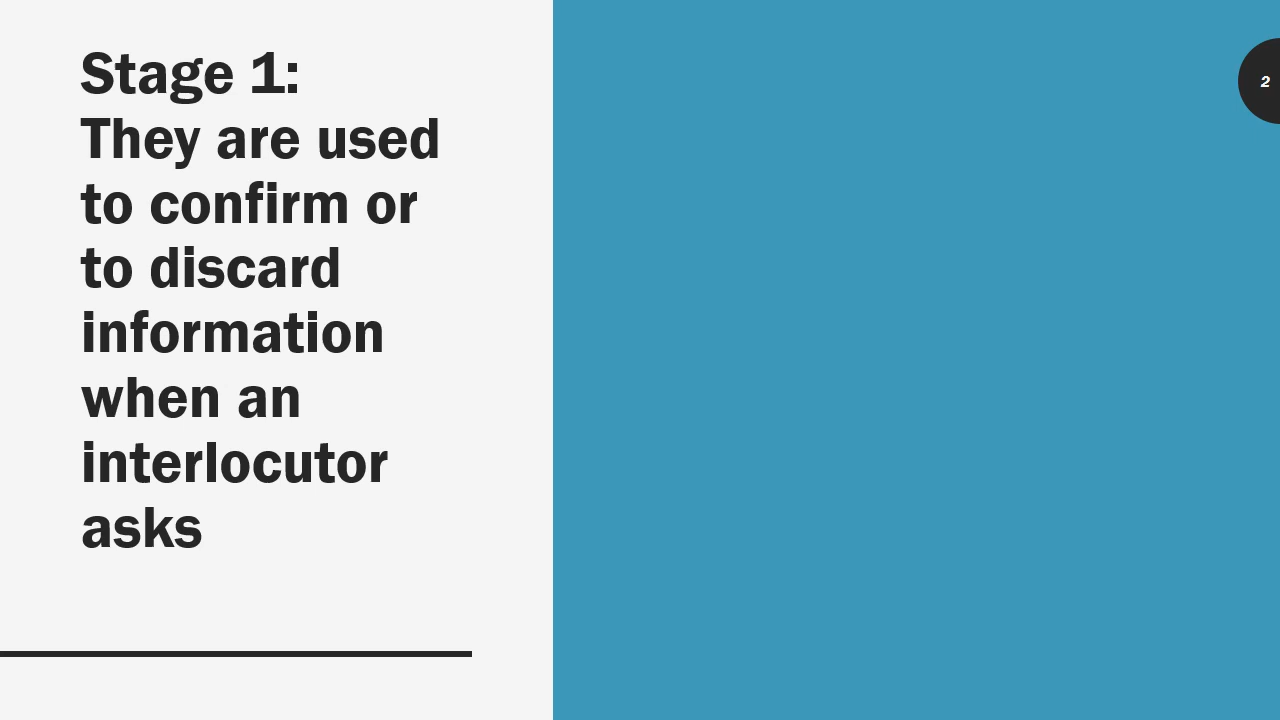 Stage 1:
They are used
to confirm or
to discard
information
when an
interlocutor
asks
2